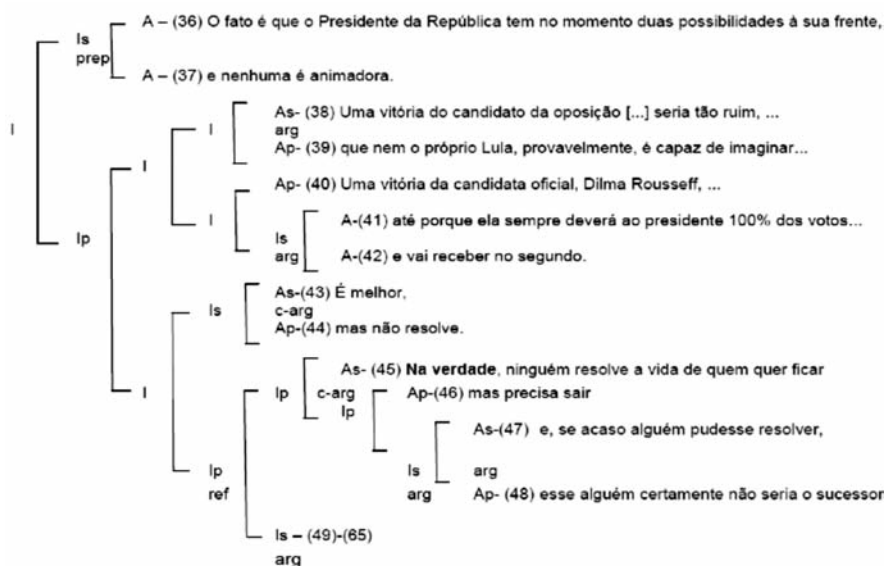 A – (36) O fato é que o Presidente da República tem no momento duas possibilidades à sua frente,
Is
prep
A – (37) e nenhuma é animadora.
I
As- (38) Uma vitória do candidato da oposição [...] seria tão ruim, ...
I
arg
Ap- (39) que nem o próprio Lula, provavelmente, é capaz de imaginar...
I
Ap- (40) Uma vitória da candidata oficial, Dilma Rousseff, ...
I
A-(41) até porque ela sempre deverá ao presidente 100% dos votos...
Ip
Is
arg
A-(42) e vai receber no segundo.
As-(43) É melhor,
Is
c-arg
Ap-(44) mas não resolve.
As- (45) Na verdade, ninguém resolve a vida de quem quer ficar
I
Ip
c-arg
Ap-(46) mas precisa sair
Ip
As-(47) e, se acaso alguém pudesse resolver,
Ip
Is
arg
ref
arg
Ap- (48) esse alguém certamente não seria o sucessor
Is – (49)-(65)
arg